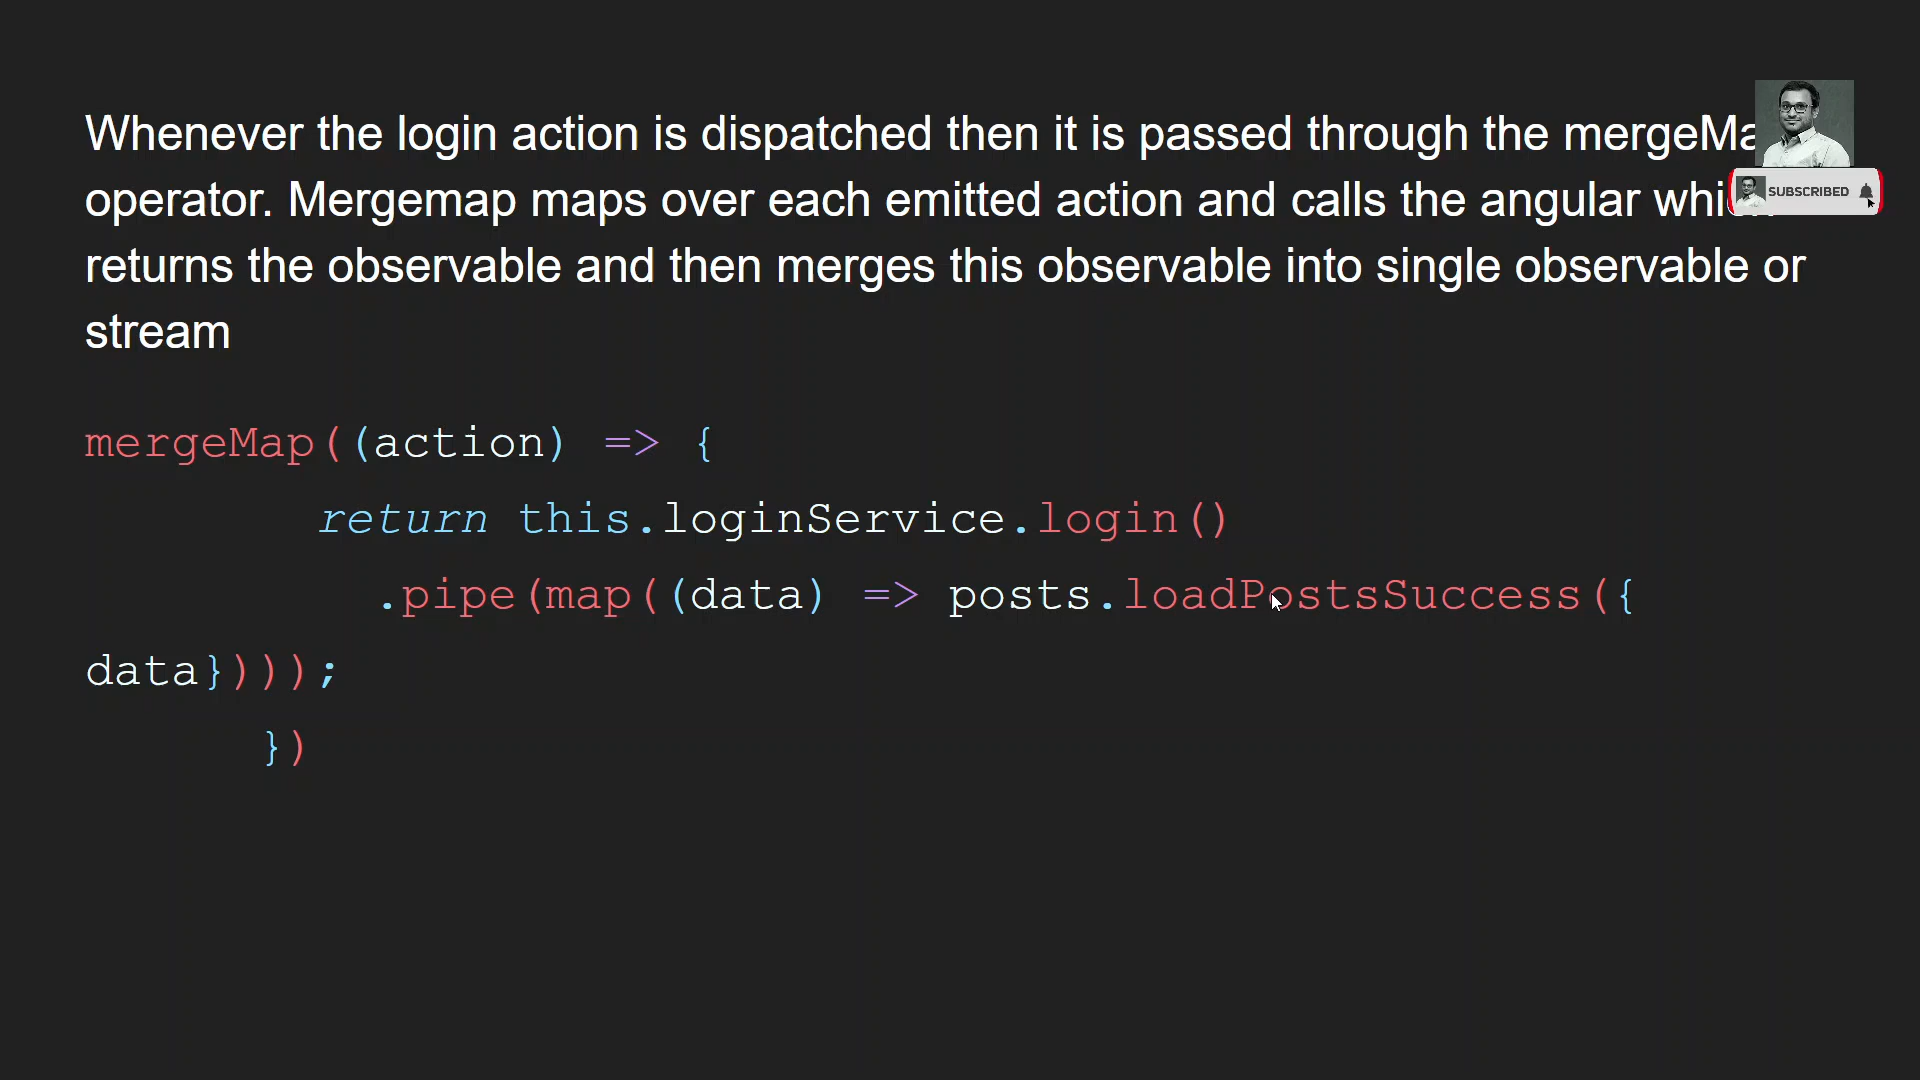 Whenever the login action is dispatched then it is passed through the
operator. Mergemap maps over each emitted action and calls the angular
returns the observable and then merges this observable into single observable or
stream
SUBSCRIBED
mergeMap((action) => {
return this.loginService.login()
.pipe(map((data) => posts.loadPostsSuccess({
data})));
})